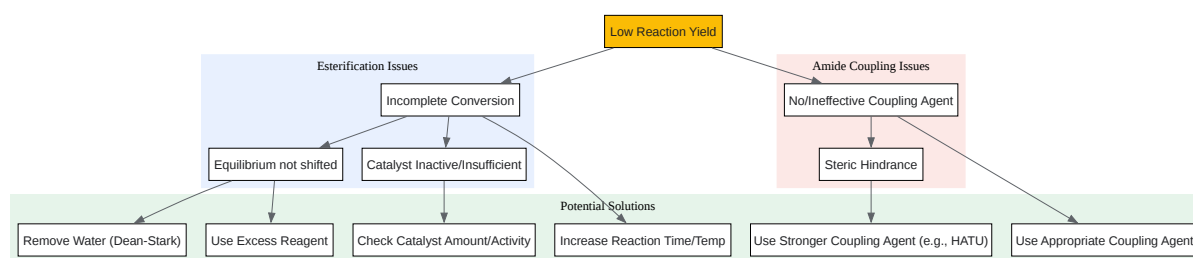 Low Reaction Yield
Esterification Issues
Amide Coupling Issues
Incomplete Conversion
No/Ineffective Coupling Agent
Equilibrium not shifted
Catalyst Inactive/Insufficient
Steric Hindrance
Potential Solutions
Remove Water (Dean-Stark)
Use Excess Reagent
Check Catalyst Amount/Activity
Increase Reaction Time/Temp
Use Stronger Coupling Agent (e.g., HATU)
Use Appropriate Coupling Agent